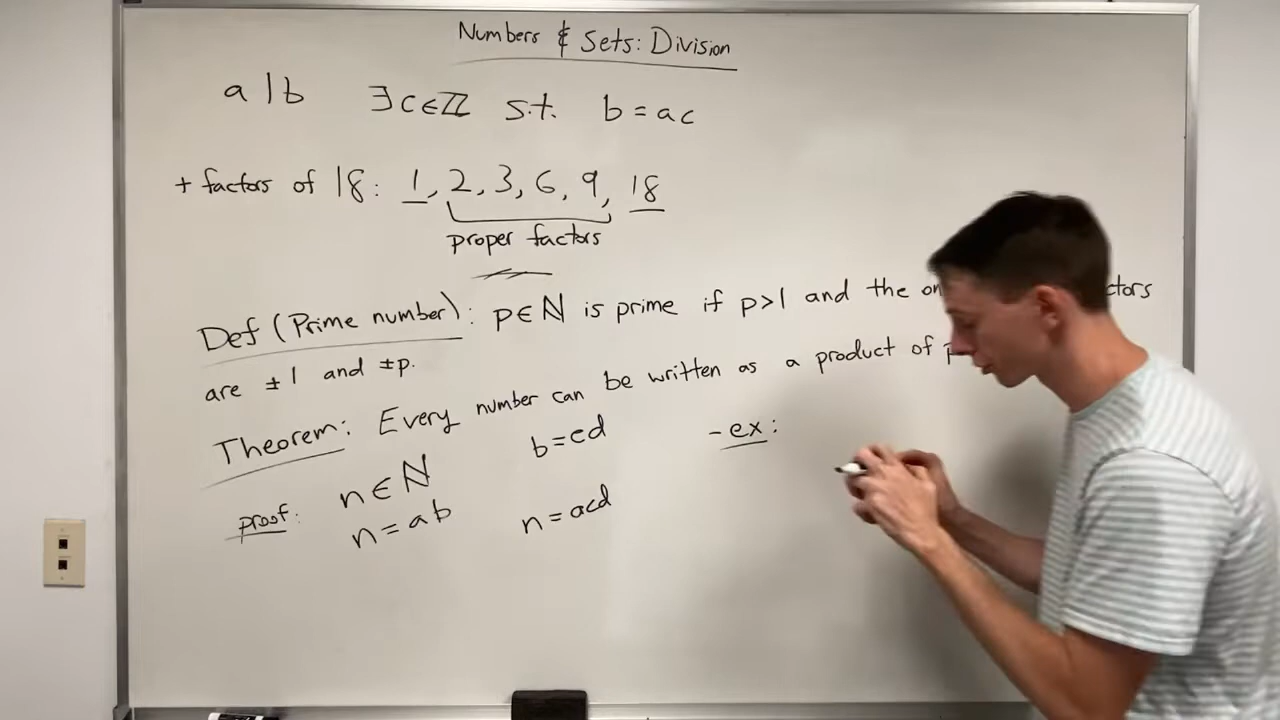 Numbers & Sets: Division
a | b ∃ c ∈ ℤ s.t. b = ac
+ factors of 18: 1, 2, 3, 6, 9, 18
proper factors
Def (Prime number): p ∈ ℕ is prime if p > 1 and the
are ±1 and ±p.
Theorem: Every number can be written as a product of
proof: n ∈ ℕ b = cd - ex:
n = ab n = acd